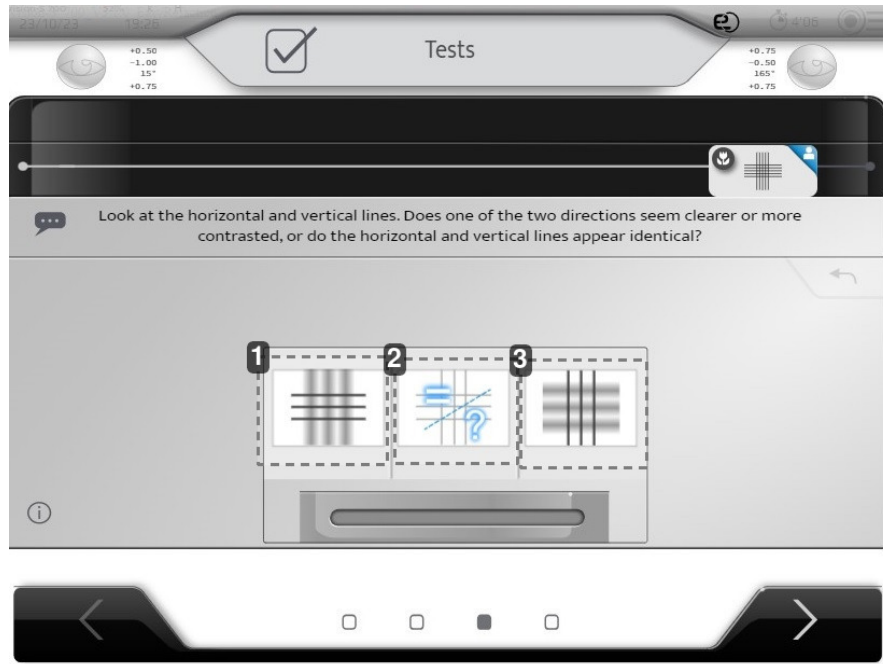 23/10/23 19:26
4'06
Tests
+0.50
-1.00
15°
+0.75
+0.75
-0.50
165°
+0.75
Look at the horizontal and vertical lines. Does one of the two directions seem clearer or more
contrasted, or do the horizontal and vertical lines appear identical?
1 2 3
= ?
i